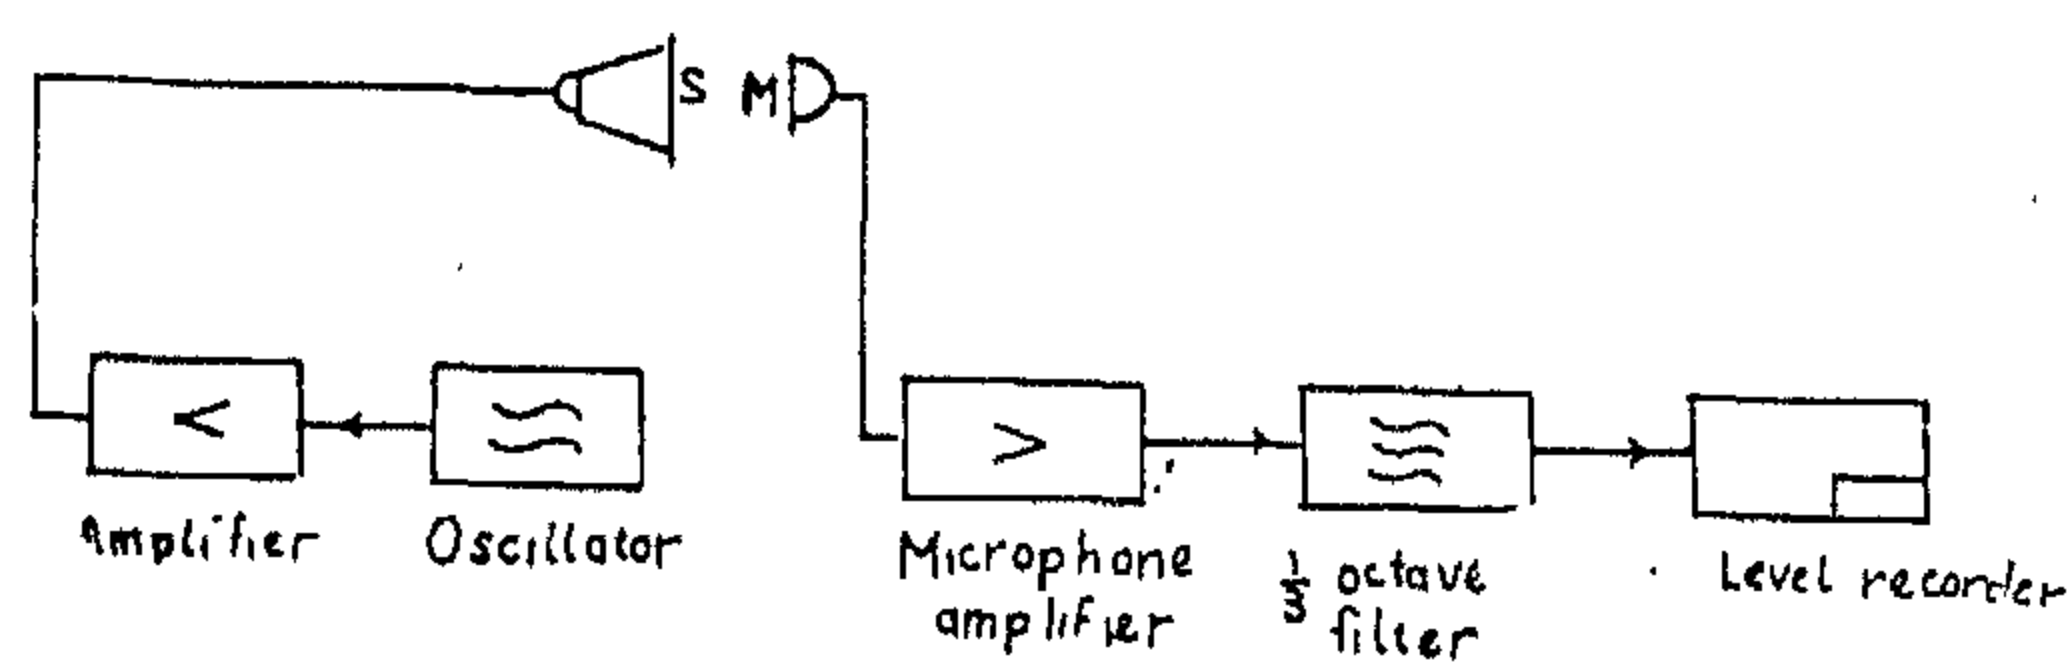 S M
Amplifier
Oscillator
Microphone
amplifier
1/3 octave
filter
Level recorder